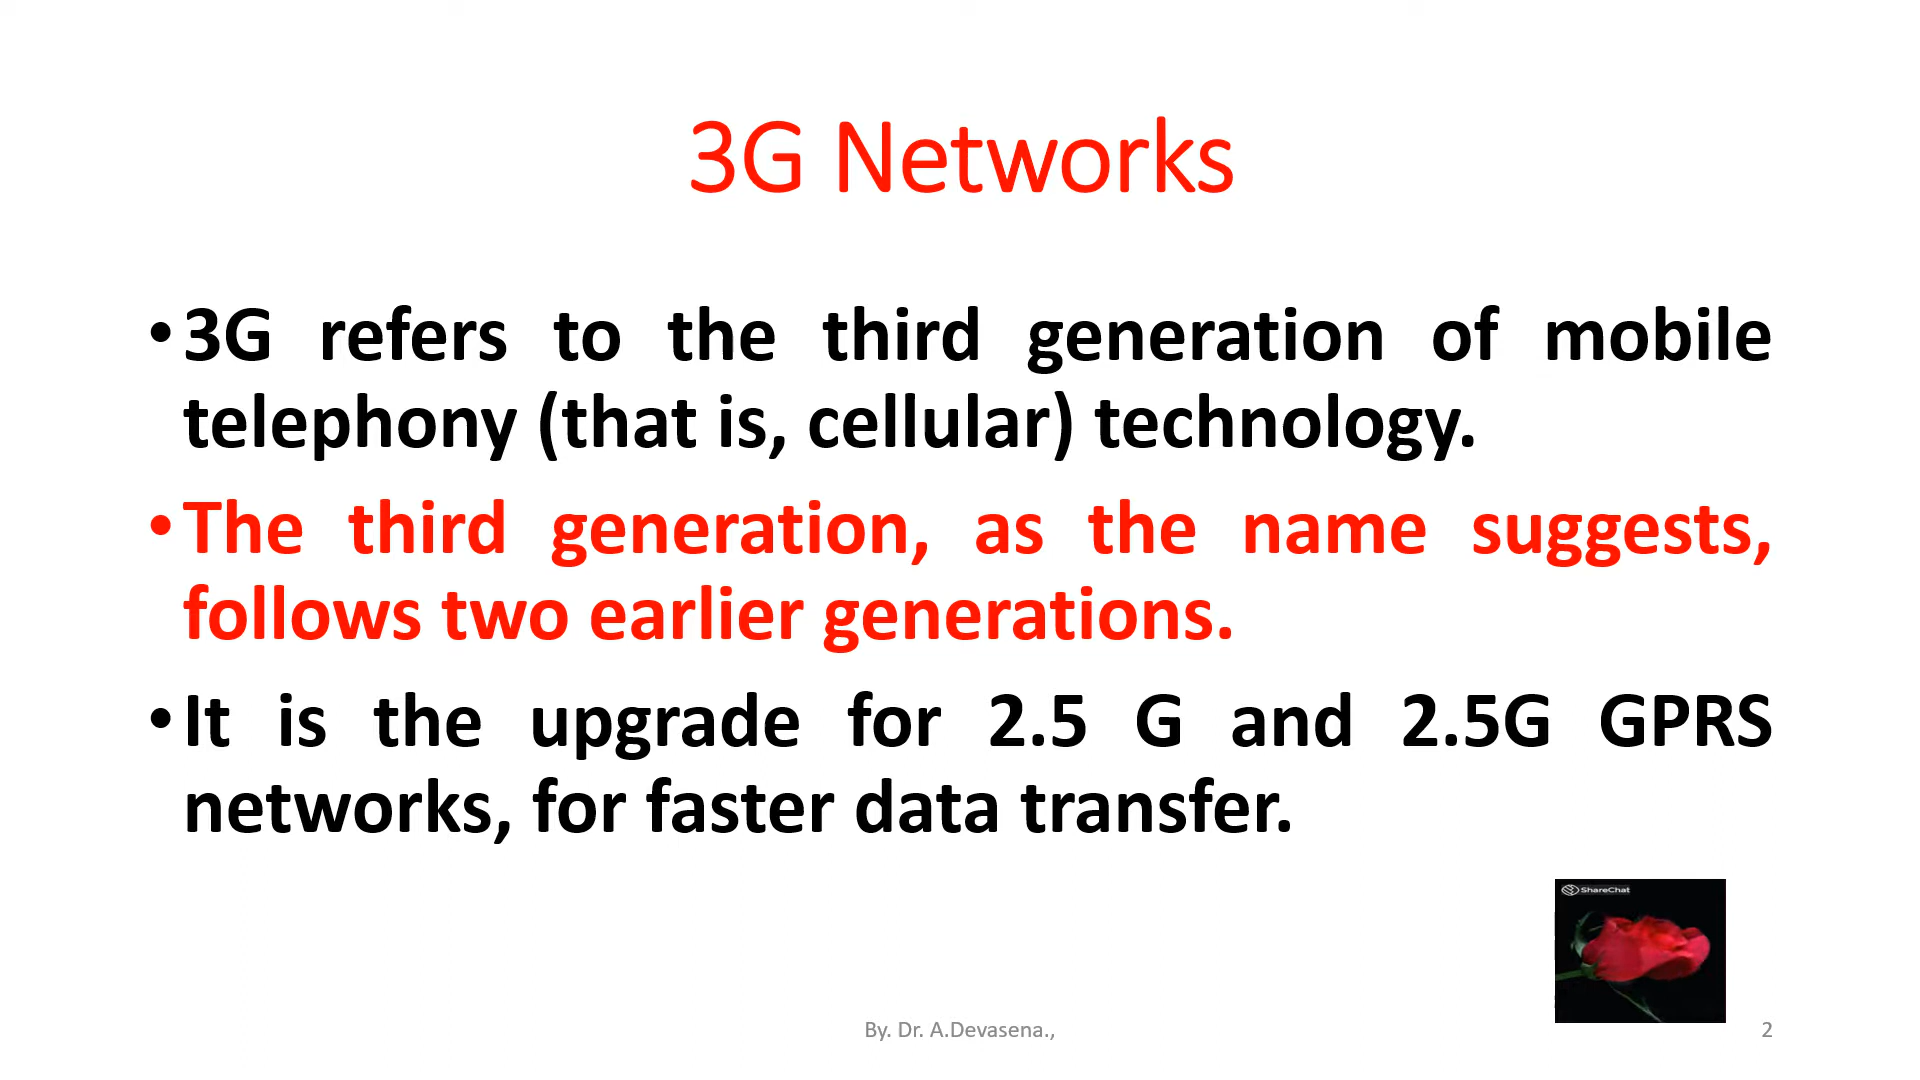 3G Networks
•3G refers to the third generation of mobile
telephony (that is, cellular) technology.
•The third generation, as the name suggests,
follows two earlier generations.
•It is the upgrade for 2.5 G and 2.5G GPRS
networks, for faster data transfer.
ShareChat
By. Dr. A.Devasena.,
2